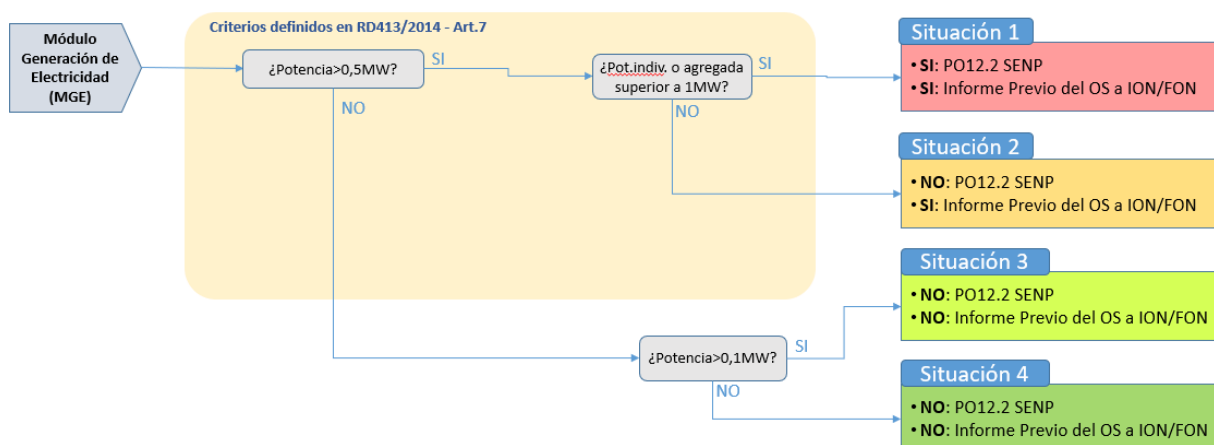 Módulo
Generación de
Electricidad
(MGE)
Criterios definidos en RD413/2014 - Art.7
¿Potencia>0,5MW?
SI
NO
¿Pot.indiv. o agregada
superior a 1MW?
SI
NO
Situación 1
• SI: PO12.2 SENP
• SI: Informe Previo del OS a ION/FON
Situación 2
• NO: PO12.2 SENP
• SI: Informe Previo del OS a ION/FON
Situación 3
• NO: PO12.2 SENP
• NO: Informe Previo del OS a ION/FON
¿Potencia>0,1MW?
SI
NO
Situación 4
• NO: PO12.2 SENP
• NO: Informe Previo del OS a ION/FON